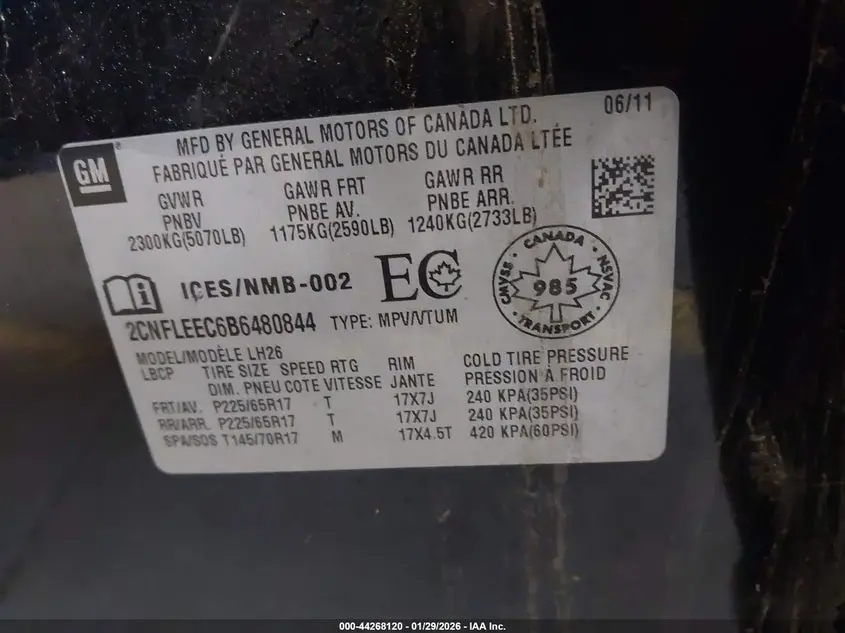 06/11
MFD BY GENERAL MOTORS OF CANADA LTD.
FABRIQUÉ PAR GENERAL MOTORS DU CANADA LTÉE
GM
GVWR GAWR FRT GAWR RR
PNBV PNBE AV. PNBE ARR.
2300KG(5070LB) 1175KG(2590LB) 1240KG(2733LB)
ICES/NMB-002 EC
CANADA
CMVSS 985 NSVAC
TRANSPORT
2CNFLEEC6B6480844 TYPE: MPV/VTUM
MODEL/MODÈLE LH26
LBCP TIRE SIZE SPEED RTG RIM COLD TIRE PRESSURE
DIM. PNEU COTE VITESSE JANTE PRESSION À FROID
FRT/AV. P225/65R17 T 17X7J 240 KPA(35PSI)
RR/ARR. P225/65R17 T 17X7J 240 KPA(35PSI)
SPA/SOS T145/70R17 M 17X4.5T 420 KPA(60PSI)
000-44268120 - 01/29/2026 - IAA Inc.